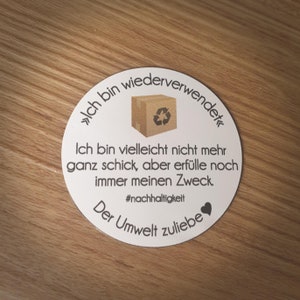 »Ich bin wiederverwendet«
Ich bin vielleicht nicht mehr
ganz schick, aber erfülle noch
immer meinen Zweck.
#nachhaltigkeit
Der Umwelt zuliebe